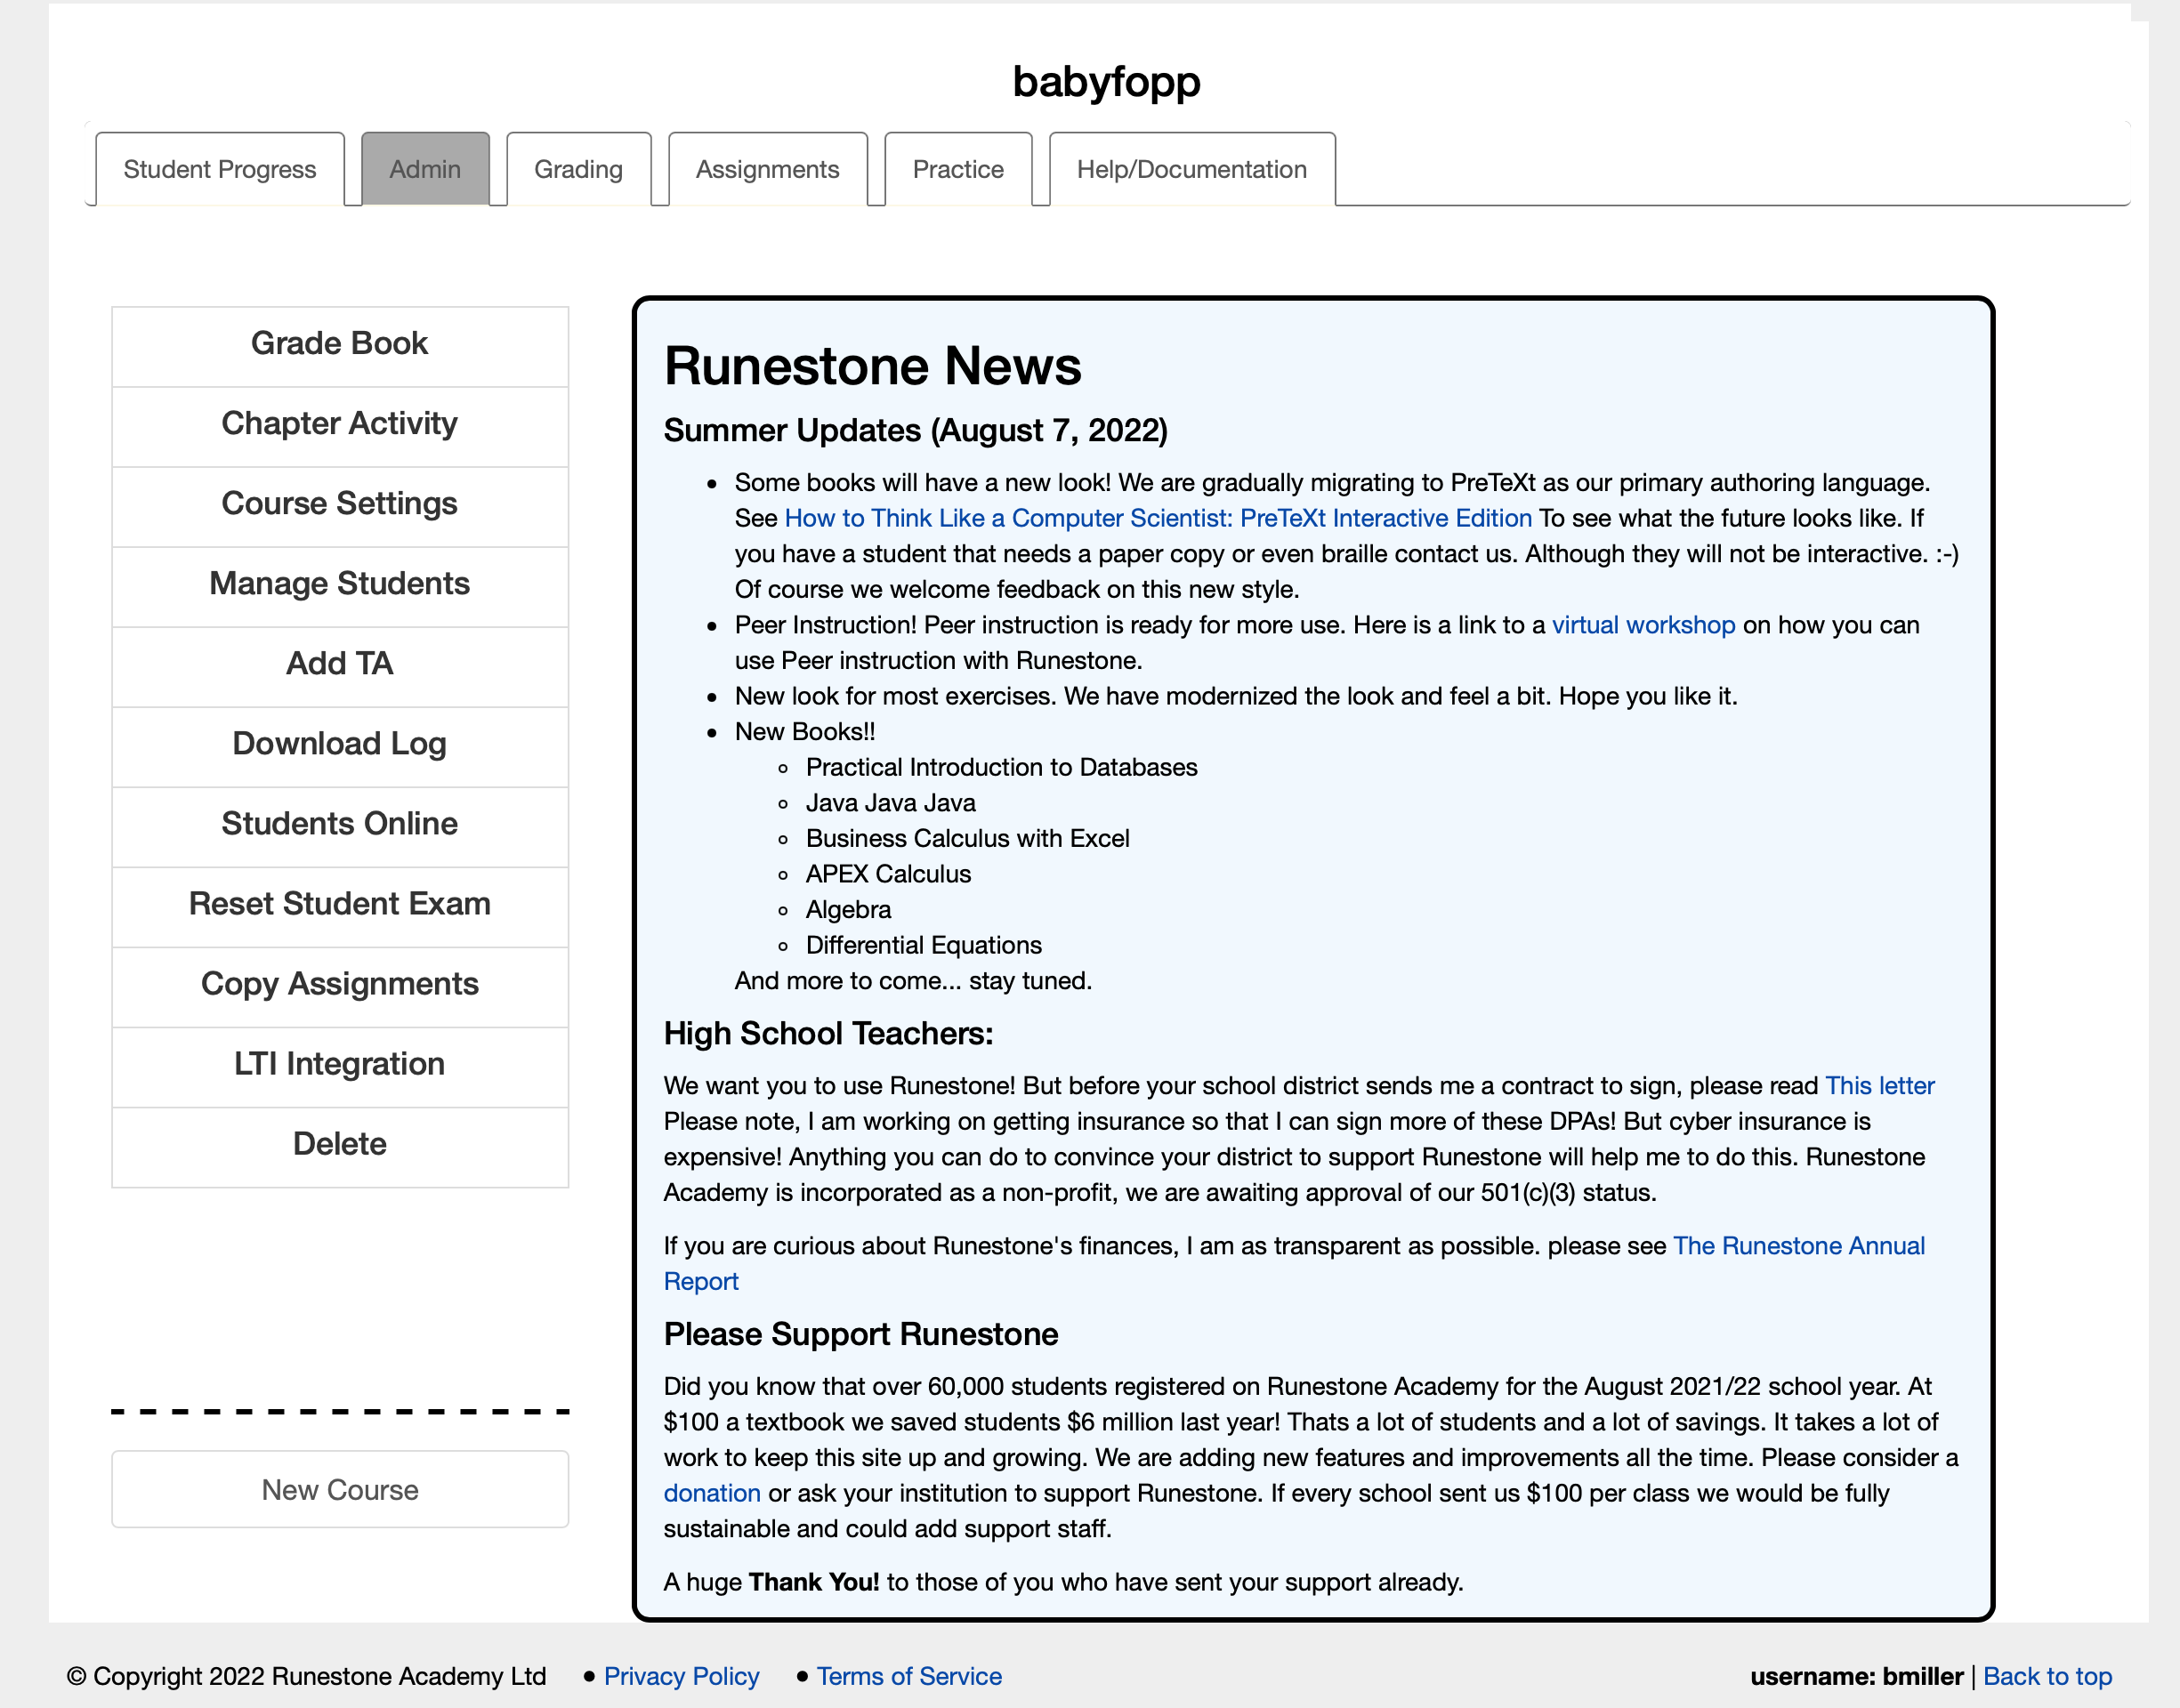 babyfopp
Student Progress
Admin
Grading
Assignments
Practice
Help/Documentation
Grade Book
Chapter Activity
Course Settings
Manage Students
Add TA
Download Log
Students Online
Reset Student Exam
Copy Assignments
LTI Integration
Delete
New Course
Runestone News
Summer Updates (August 7, 2022)
• Some books will have a new look! We are gradually migrating to PreTeXt as our primary authoring language.
See How to Think Like a Computer Scientist: PreTeXt Interactive Edition To see what the future looks like. If
you have a student that needs a paper copy or even braille contact us. Although they will not be interactive. :-)
Of course we welcome feedback on this new style.
• Peer Instruction! Peer instruction is ready for more use. Here is a link to a virtual workshop on how you can
use Peer instruction with Runestone.
• New look for most exercises. We have modernized the look and feel a bit. Hope you like it.
• New Books!!
◦ Practical Introduction to Databases
◦ Java Java Java
◦ Business Calculus with Excel
◦ APEX Calculus
◦ Algebra
◦ Differential Equations
And more to come... stay tuned.
High School Teachers:
We want you to use Runestone! But before your school district sends me a contract to sign, please read This letter
Please note, I am working on getting insurance so that I can sign more of these DPAs! But cyber insurance is
expensive! Anything you can do to convince your district to support Runestone will help me to do this. Runestone
Academy is incorporated as a non-profit, we are awaiting approval of our 501(c)(3) status.
If you are curious about Runestone's finances, I am as transparent as possible. please see The Runestone Annual
Report
Please Support Runestone
Did you know that over 60,000 students registered on Runestone Academy for the August 2021/22 school year. At
$100 a textbook we saved students $6 million last year! Thats a lot of students and a lot of savings. It takes a lot of
work to keep this site up and growing. We are adding new features and improvements all the time. Please consider a
donation or ask your institution to support Runestone. If every school sent us $100 per class we would be fully
sustainable and could add support staff.
A huge Thank You! to those of you who have sent your support already.
© Copyright 2022 Runestone Academy Ltd • Privacy Policy • Terms of Service
username: bmiller | Back to top